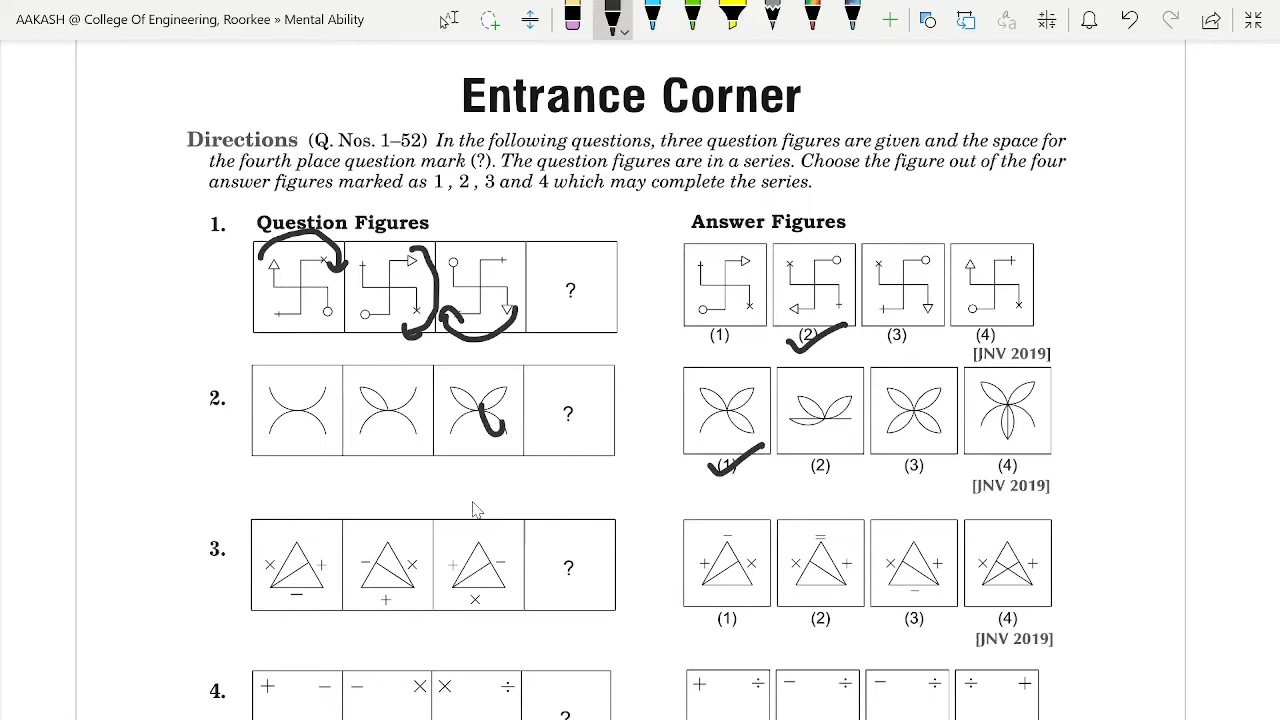 AAKASH @ College Of Engineering, Roorkee » Mental Ability
Entrance Corner
Directions (Q. Nos. 1–52) In the following questions, three question figures are given and the space for
the fourth place question mark (?). The question figures are in a series. Choose the figure out of the four
answer figures marked as 1 , 2 , 3 and 4 which may complete the series.
1. Question Figures Answer Figures
?
(1) (2) (3) (4)
[JNV 2019]
2. ?
(1) (2) (3) (4)
[JNV 2019]
3. × + − − × + + − × ? + − × = + × + − × +
(1) (2) (3) (4)
[JNV 2019]
4. + − − × × ÷ ? + ÷ − ÷ − ÷ ÷ +